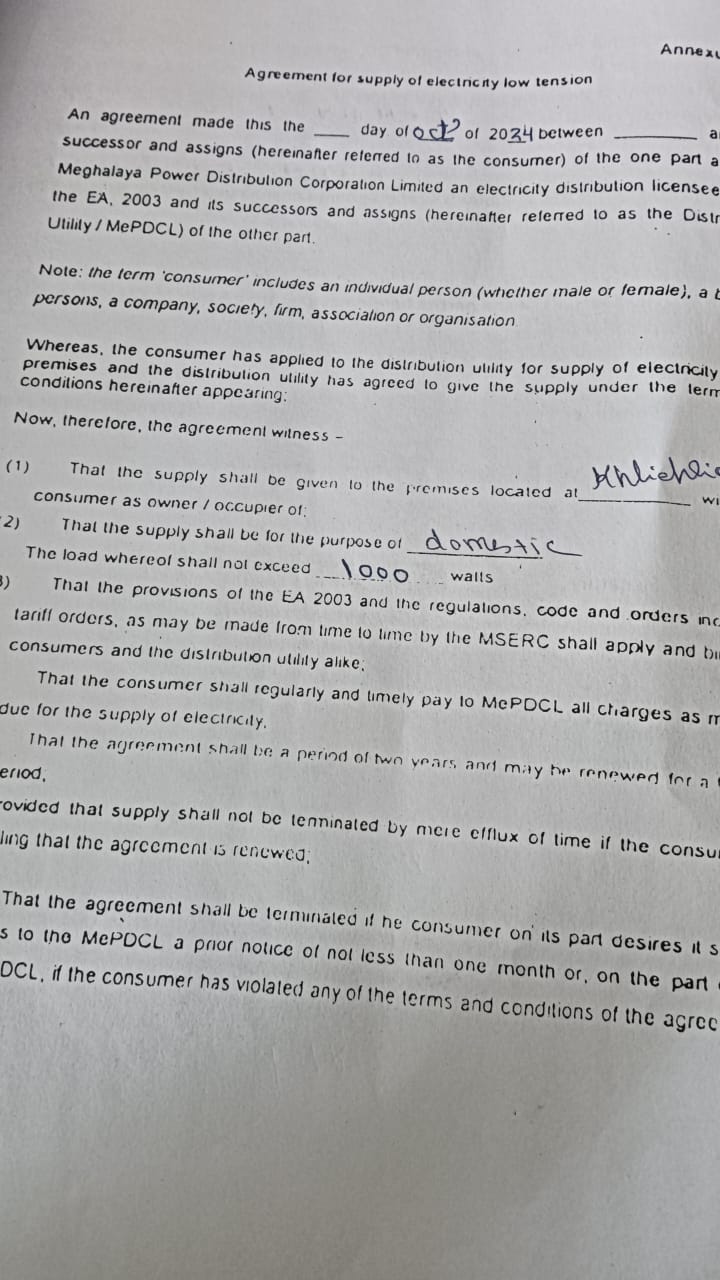 Annexu
Agreement for supply of electricity low tension
An agreement made this the ____ day of oct of 2034 between ________ a
successor and assigns (hereinafter referred to as the consumer) of the one part a
Meghalaya Power Distribution Corporation Limited an electricity distribution licensee
the EA, 2003 and its successors and assigns (hereinafter referred to as the Distr
Utility / MePDCL) of the other part.
Note: the term 'consumer' includes an individual person (whether male or female), a b
persons, a company, society, firm, association or organisation
Whereas, the consumer has applied to the distribution utility for supply of electricity
premises and the distribution utility has agreed to give the supply under the term
conditions hereinafter appearing:
Now, therefore, the agreement witness –
(1) That the supply shall be given to the premises located at Khliehri wi
consumer as owner / occupier of:
2) That the supply shall be for the purpose of domestic
The load whereof shall not exceed 1000 walls
3) That the provisions of the EA 2003 and the regulations, code and orders inc
tariff orders, as may be made from time to time by the MSERC shall apply and bi
consumers and the distribution utility alike;
That the consumer shall regularly and timely pay to MePDCL all charges as m
due for the supply of electricity.
That the agreement shall be a period of two years and may be renewed for a
eriod;
rovided that supply shall not be terminated by mere efflux of time if the consu
ling that the agreement is renewed;
That the agreement shall be terminated if he consumer on its part desires it s
s to the MePDCL a prior notice of not less than one month or, on the part
DCL, if the consumer has violated any of the terms and conditions of the agree